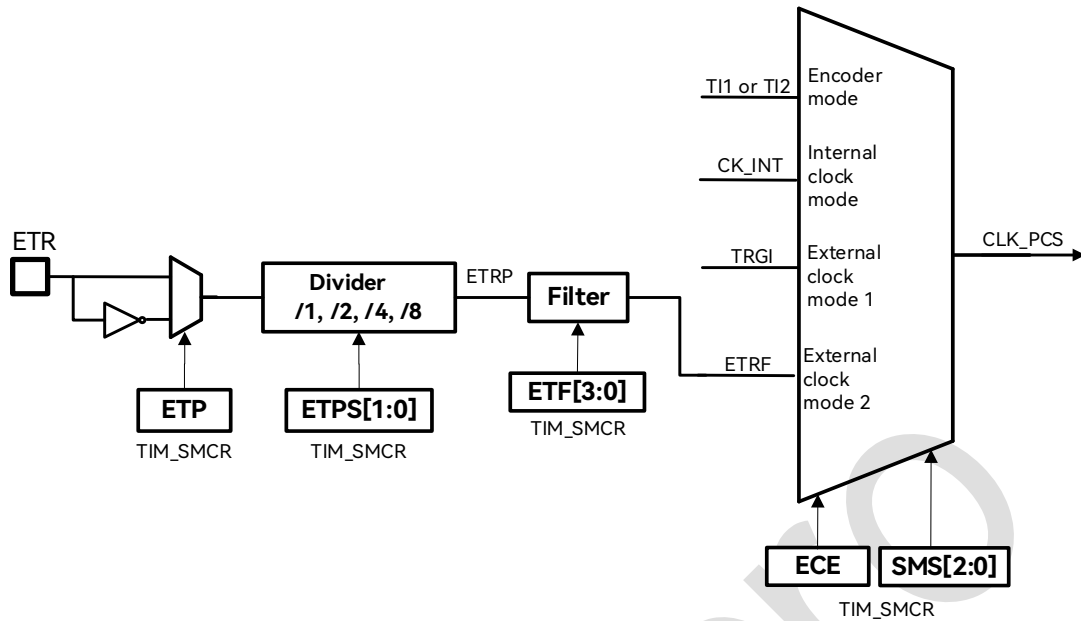 TI1 or TI2
Encoder
mode
CK_INT
Internal
clock
mode
ETR
CLK_PCS
TRGI
External
clock
mode 1
Divider
/1, /2, /4, /8
ETRP
Filter
ETRF
External
clock
mode 2
ETP
ETPS[1:0]
ETF[3:0]
TIM_SMCR
TIM_SMCR
TIM_SMCR
ECE
SMS[2:0]
TIM_SMCR